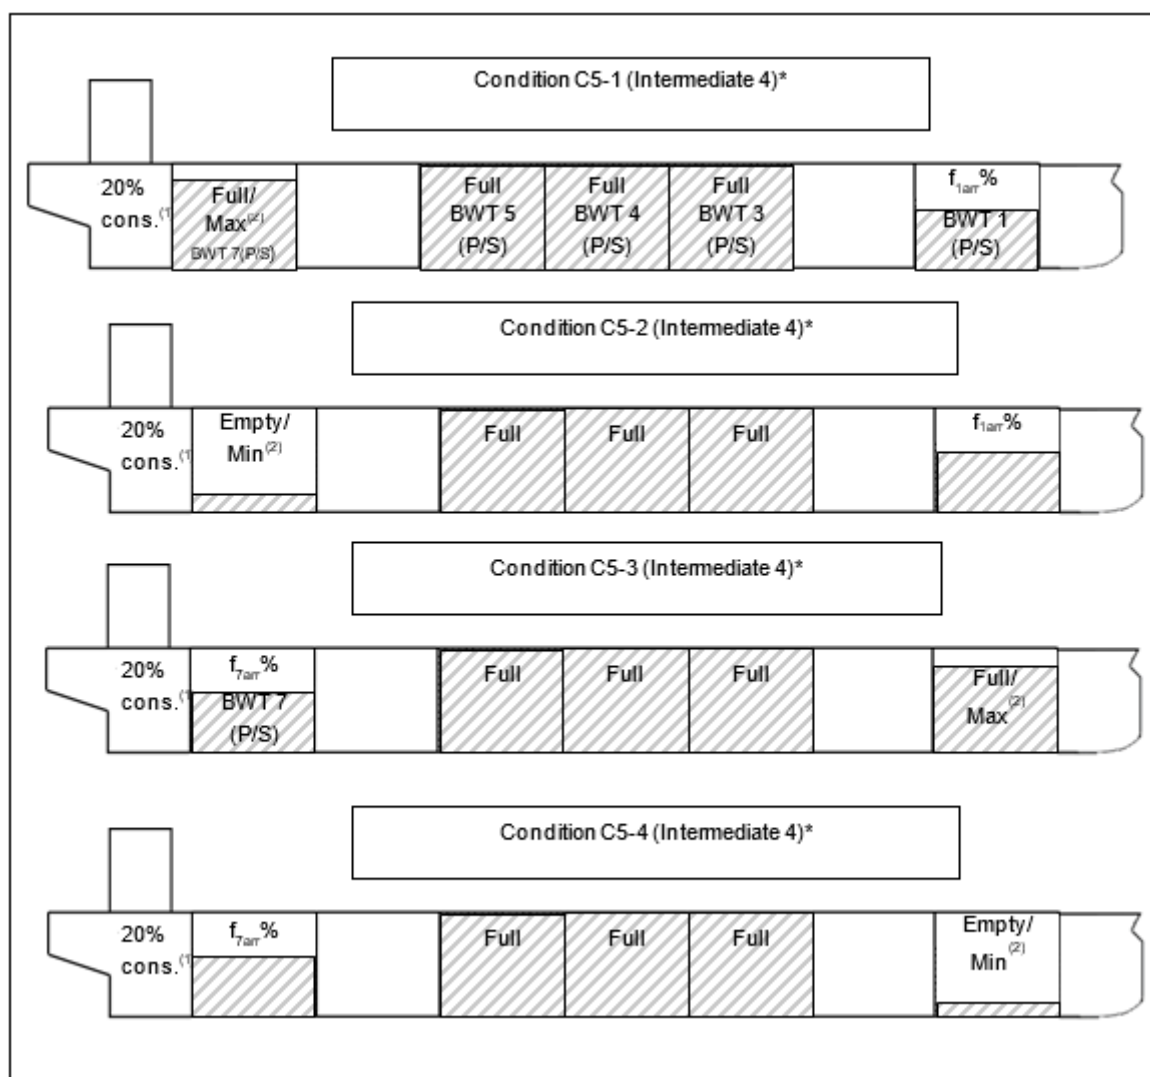 Condition C5-1 (Intermediate 4)*
20%
cons.(1
Full/
Max(2)
BWT 7(P/S)
Full
BWT 5
(P/S)
Full
BWT 4
(P/S)
Full
BWT 3
(P/S)
f1arr%
BWT 1
(P/S)
Condition C5-2 (Intermediate 4)*
20%
cons.(1
Empty/
Min(2)
Full
Full
Full
f1arr%
Condition C5-3 (Intermediate 4)*
20%
cons.(1
f7arr%
BWT 7
(P/S)
Full
Full
Full
Full/
Max(2)
Condition C5-4 (Intermediate 4)*
20%
cons.(1
f7arr%
Full
Full
Full
Empty/
Min(2)